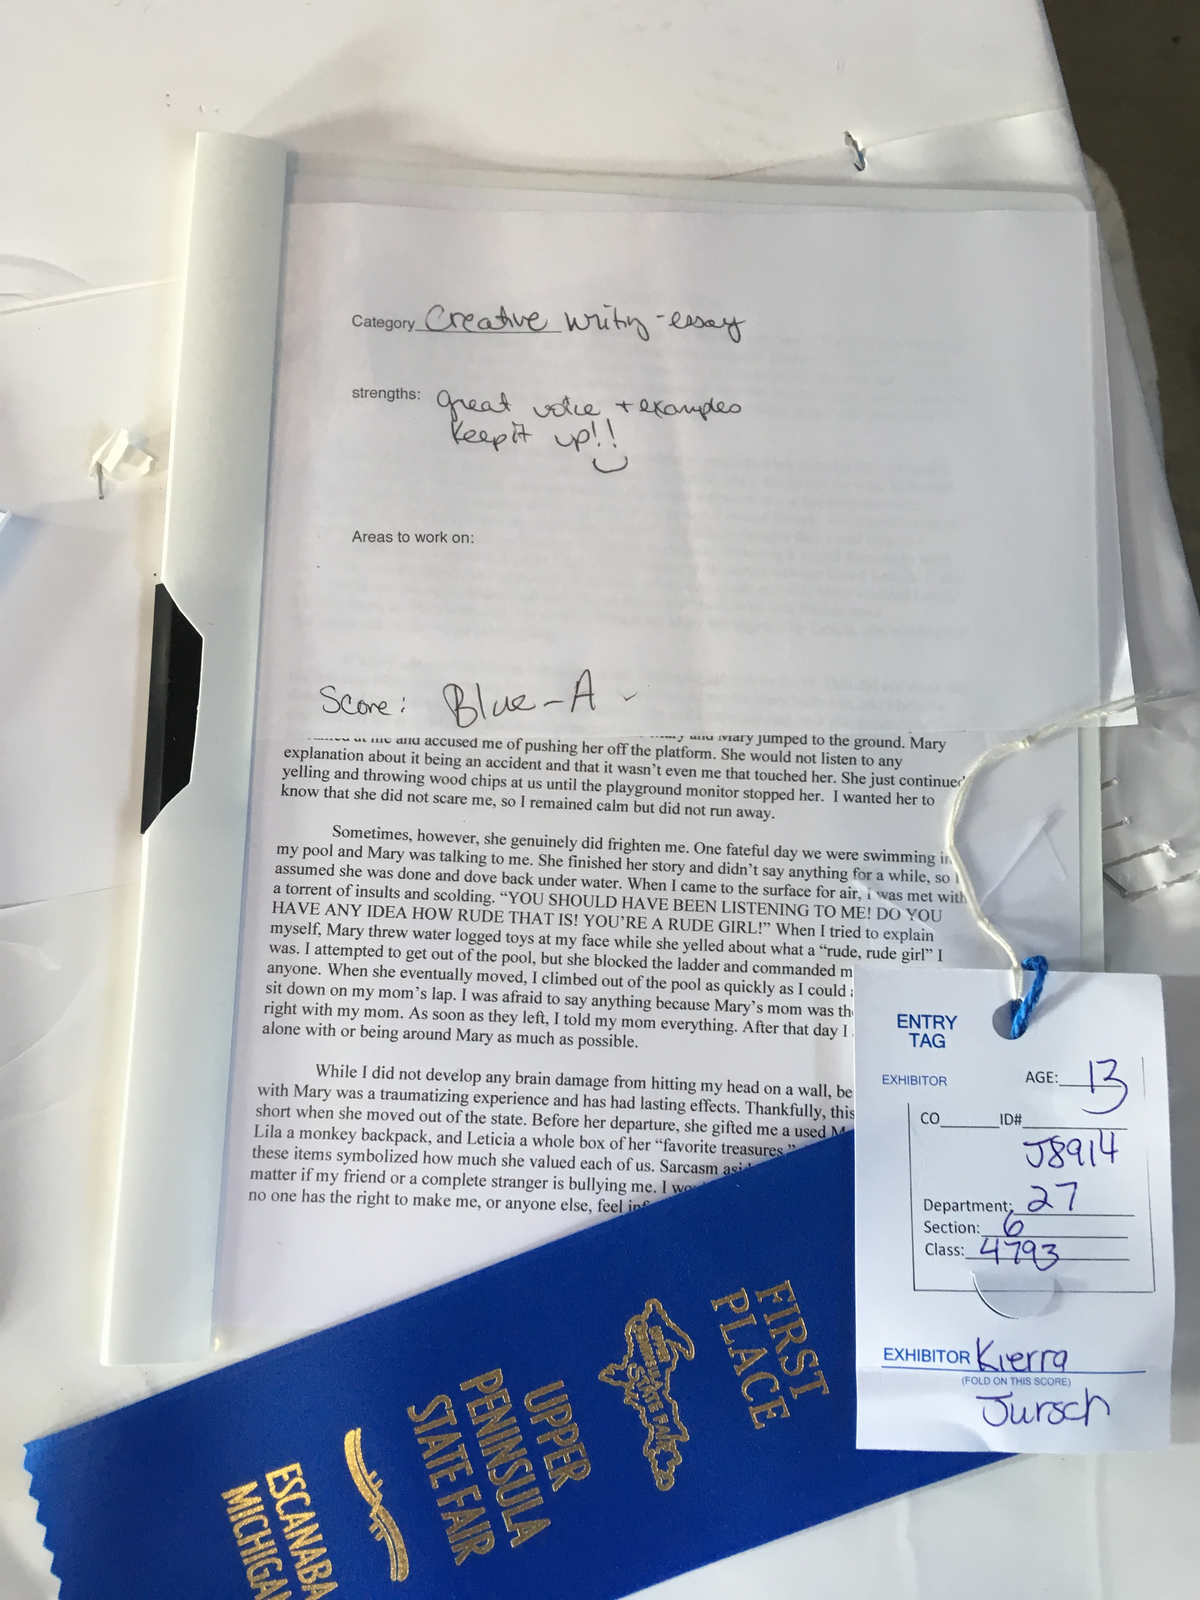 Category Creative writing - essay
strengths: great voice + examples
keep it up!!
Areas to work on:
Score: Blue-A
at me and accused me of pushing her off the platform. She would not listen to any
and Mary jumped to the ground. Mary
explanation about it being an accident and that it wasn't even me that touched her. She just continued
yelling and throwing wood chips at us until the playground monitor stopped her. I wanted her to
know that she did not scare me, so I remained calm but did not run away.
Sometimes, however, she genuinely did frighten me. One fateful day we were swimming in
my pool and Mary was talking to me. She finished her story and didn't say anything for a while, so I
assumed she was done and dove back under water. When I came to the surface for air, I was met with
a torrent of insults and scolding. "YOU SHOULD HAVE BEEN LISTENING TO ME! DO YOU
HAVE ANY IDEA HOW RUDE THAT IS! YOU'RE A RUDE GIRL!" When I tried to explain
myself, Mary threw water logged toys at my face while she yelled about what a "rude, rude girl" I
was. I attempted to get out of the pool, but she blocked the ladder and commanded m
anyone. When she eventually moved, I climbed out of the pool as quickly as I could
sit down on my mom's lap. I was afraid to say anything because Mary's mom was th
right with my mom. As soon as they left, I told my mom everything. After that day I
alone with or being around Mary as much as possible.
While I did not develop any brain damage from hitting my head on a wall, be
with Mary was a traumatizing experience and has had lasting effects. Thankfully, this
short when she moved out of the state. Before her departure, she gifted me a used M
Lila a monkey backpack, and Leticia a whole box of her "favorite treasures."
these items symbolized how much she valued each of us. Sarcasm asi
matter if my friend or a complete stranger is bullying me. I wo
no one has the right to make me, or anyone else, feel inf
ENTRY
TAG
EXHIBITOR AGE: 13
CO ID#
J8914
Department: 27
Section: 6
Class: 4793
EXHIBITOR Kierra
(FOLD ON THIS SCORE)
Jursch
FIRST
PLACE
UPPER
PENINSULA
STATE FAIR
UPPER
PENINSULA
STATE FAIR
ESCANABA
MICHIGAN